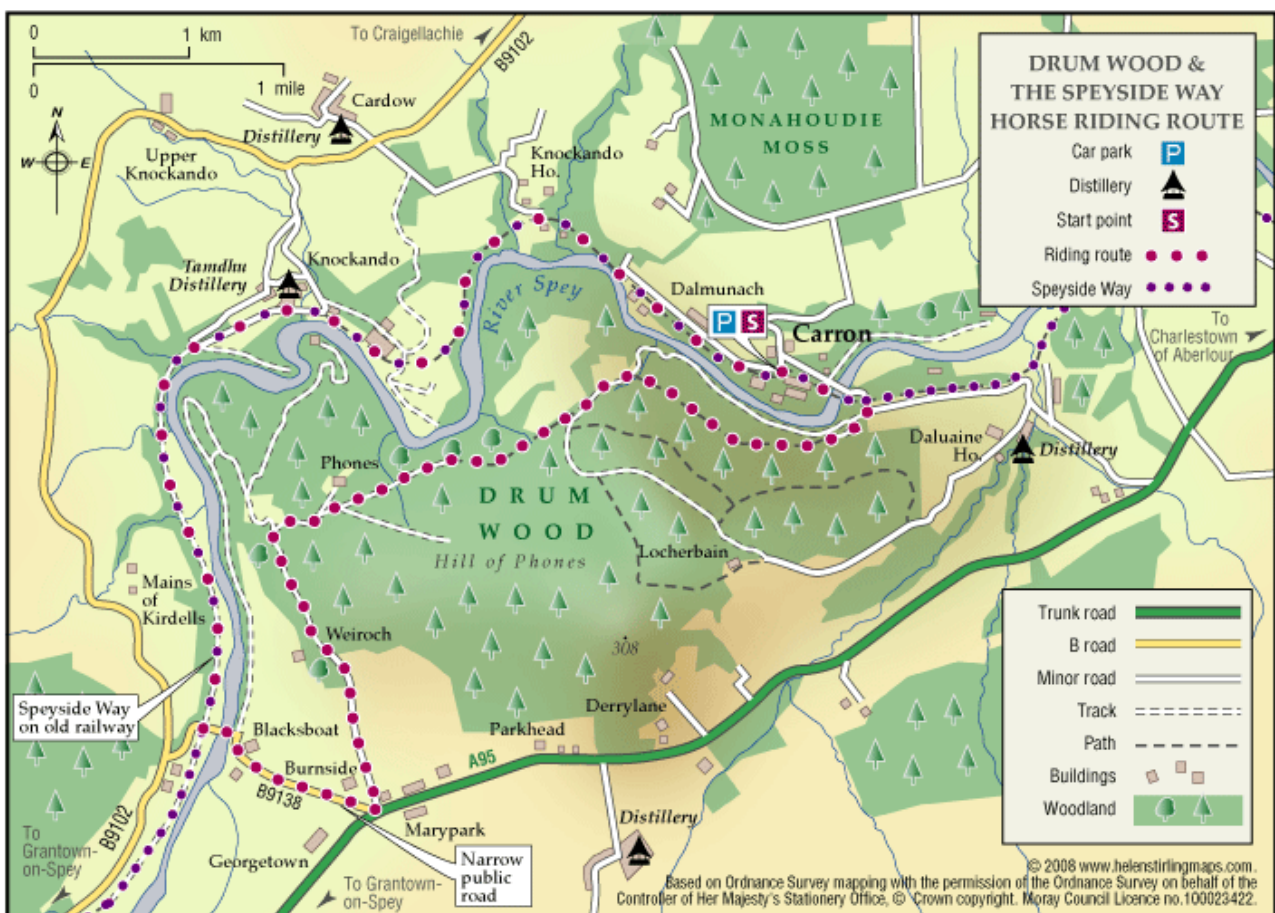 0
1 km
0
1 mile
To Craigellachie
B9102
N
W
E
Cardow
Distillery
Upper
Knockando
Knockando
Ho.
MONAHOUDIE
MOSS
DRUM WOOD &
THE SPEYSIDE WAY
HORSE RIDING ROUTE
Car park
P
Distillery
Start point
S
Riding route
Speyside Way
Tamdhu
Distillery
Knockando
River Spey
Dalmunach
P S
Carron
To
Charlestown
of Aberlour
Phones
DRUM
WOOD
Hill of Phones
Daluaine
Ho.
Distillery
Locherbain
Mains
of
Kirdells
Weiroch
308
Speyside Way
on old railway
Blacksboat
Burnside
B9138
Parkhead
Derrylane
A95
Marypark
Georgetown
Narrow
public
road
Distillery
B9102
To
Grantown-
on-Spey
To Grantown-
on-Spey
Trunk road
B road
Minor road
Track
Path
Buildings
Woodland
© 2008 www.helenstirlingmaps.com.
Based on Ordnance Survey mapping with the permission of the Ordnance Survey on behalf of the
Controller of Her Majesty's Stationery Office, © Crown copyright. Moray Council Licence no.100023422.